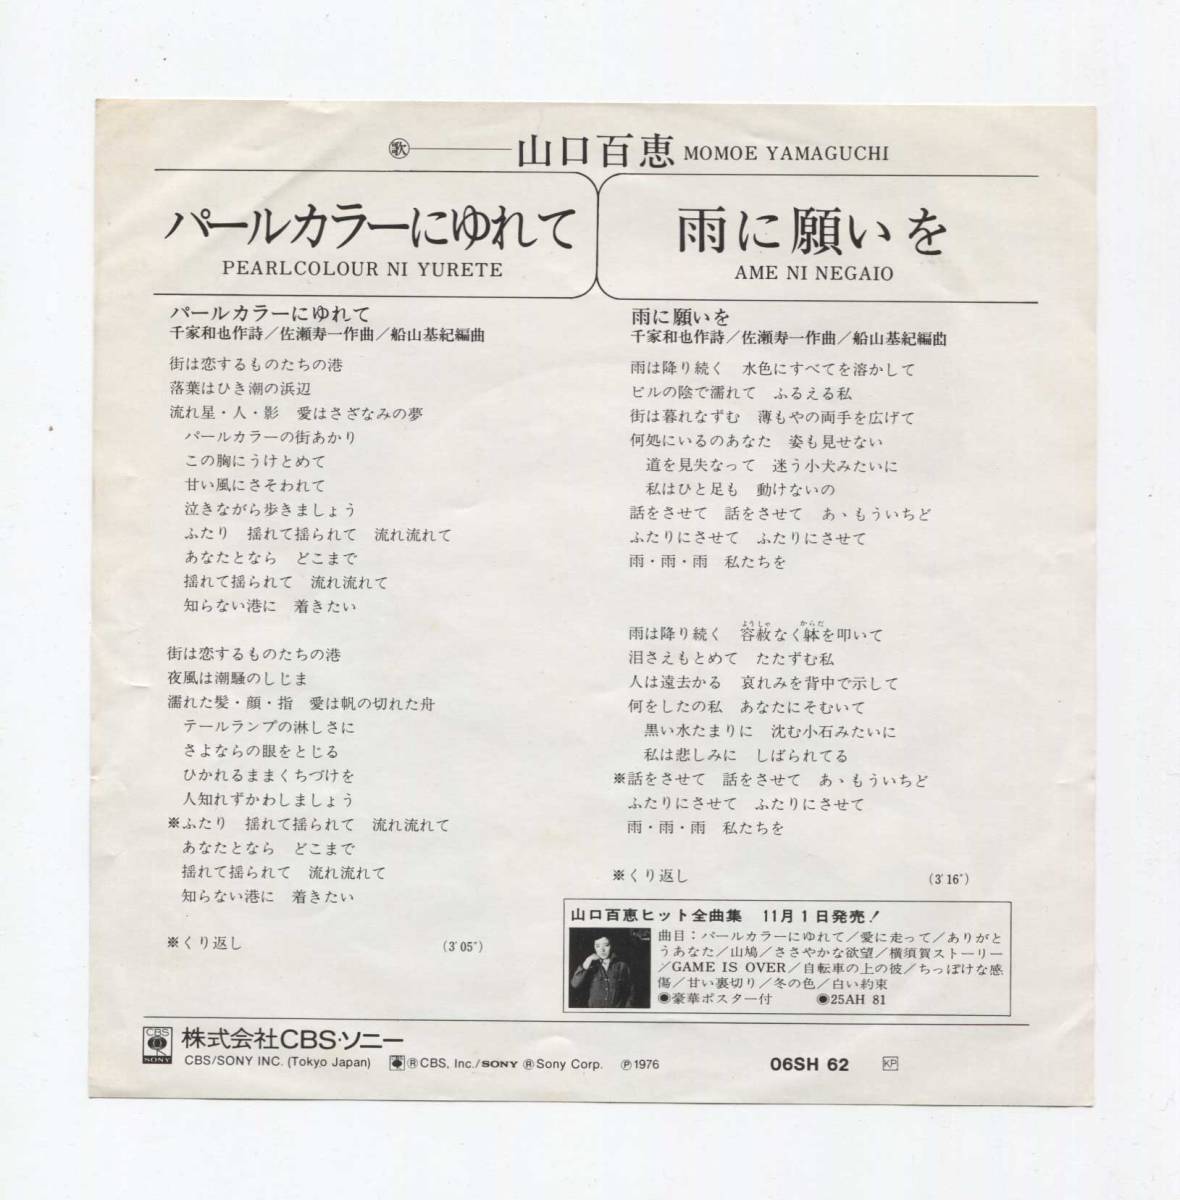 歌 山口百恵 MOMOE YAMAGUCHI
パールカラーにゆれて
PEARLCOLOUR NI YURETE
雨に願いを
AME NI NEGAIO
パールカラーにゆれて
千家和也作詩／佐瀬寿一作曲／船山基紀編曲
街は恋するものたちの港
落葉はひき潮の浜辺
流れ星・人・影　愛はさざなみの夢
パールカラーの街あかり
この胸にうけとめて
甘い風にさそわれて
泣きながら歩きましょう
ふたり　揺れて揺られて　流れ流れて
あなたとなら　どこまで
揺れて揺られて　流れ流れて
知らない港に　着きたい
街は恋するものたちの港
夜風は潮騒のしじま
濡れた髪・顔・指　愛は帆の切れた舟
テールランプの淋しさに
さよならの眼をとじる
ひかれるままくちづけを
人知れずかわしましょう
※ふたり　揺れて揺られて　流れ流れて
あなたとなら　どこまで
揺れて揺られて　流れ流れて
知らない港に　着きたい
※くり返し (3′05″)
雨に願いを
千家和也作詩／佐瀬寿一作曲／船山基紀編曲
雨は降り続く　水色にすべてを溶かして
ビルの陰で濡れて　ふるえる私
街は暮れなずむ　薄もやの両手を広げて
何処にいるのあなた　姿も見せない
道を見失なって　迷う小犬みたいに
私はひと足も　動けないの
話をさせて　話をさせて　あゝもういちど
ふたりにさせて　ふたりにさせて
雨・雨・雨　私たちを
ようしゃ からだ
雨は降り続く　容赦なく躰を叩いて
泪さえもとめて　たたずむ私
人は遠去かる　哀れみを背中で示して
何をしたの私　あなたにそむいて
黒い水たまりに　沈む小石みたいに
私は悲しみに　しばられてる
※話をさせて　話をさせて　あゝもういちど
ふたりにさせて　ふたりにさせて
雨・雨・雨　私たちを
※くり返し (3′16″)
山口百恵ヒット全曲集　11月1日発売！
曲目：パールカラーにゆれて／愛に走って／ありがと
うあなた／山鳩／ささやかな欲望／横須賀ストーリー
／GAME IS OVER／自転車の上の彼／ちっぽけな感
傷／甘い裏切り／冬の色／白い約束
◉豪華ポスター付　◉25AH 81
CBS SONY 株式会社CBS・ソニー
CBS/SONY INC. (Tokyo Japan) ®CBS, Inc./SONY ®Sony Corp. ℗1976 06SH 62 KP